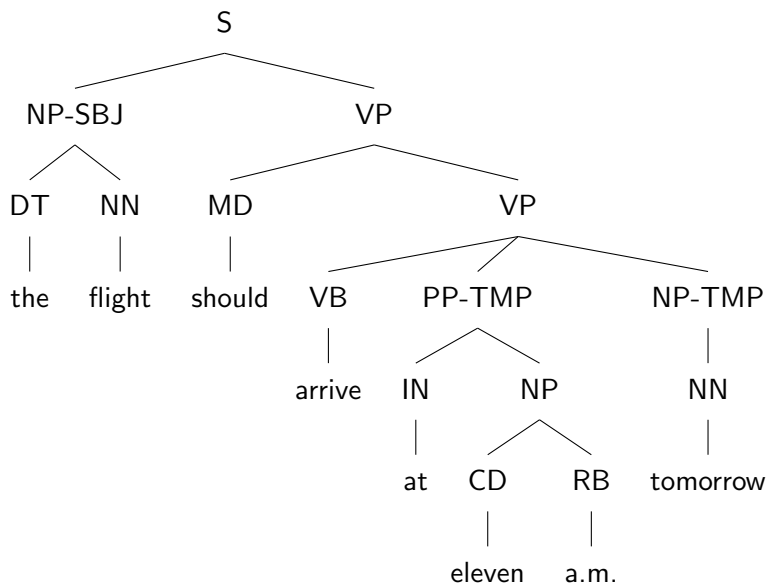 S
NP-SBJ VP
DT NN MD VP
the flight should VB PP-TMP NP-TMP
arrive IN NP NN
at CD RB tomorrow
eleven a.m.